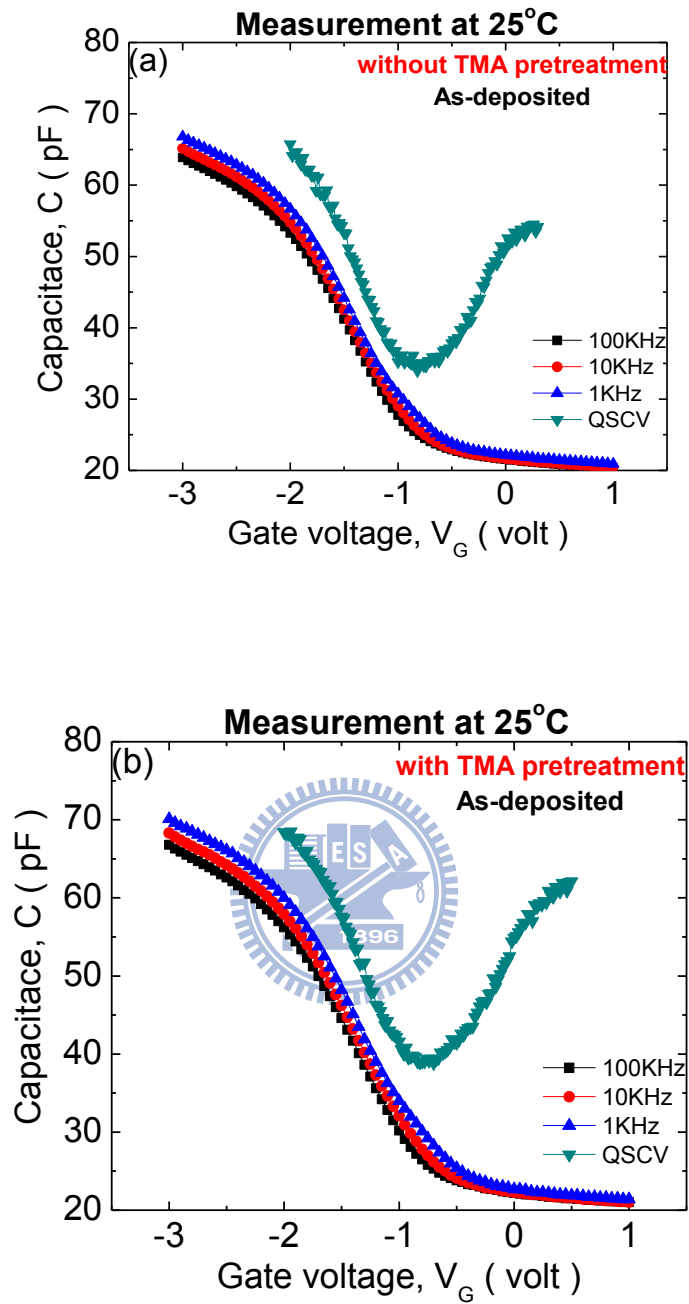 Measurement at 25°C
(a)
without TMA pretreatment
As-deposited
Capacitace, C ( pF )
80
70
60
50
40
30
20
100KHz
10KHz
1KHz
QSCV
-3 -2 -1 0 1
Gate voltage, V_G ( volt )
Measurement at 25°C
(b)
with TMA pretreatment
As-deposited
Capacitace, C ( pF )
80
70
60
50
40
30
20
E S A
1896
100KHz
10KHz
1KHz
QSCV
-3 -2 -1 0 1
Gate voltage, V_G ( volt )